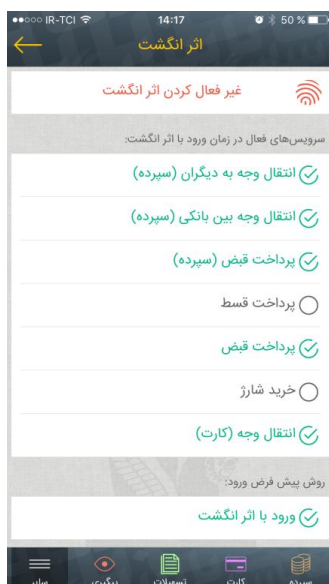 IR-TCI 14:17 50 %
اثر انگشت
غیر فعال کردن اثر انگشت
سرویس‌های فعال در زمان ورود با اثر انگشت:
انتقال وجه به دیگران (سپرده)
انتقال وجه بین بانکی (سپرده)
پرداخت قبض (سپرده)
پرداخت قسط
پرداخت قبض
خرید شارژ
انتقال وجه (کارت)
روش پیش فرض ورود:
ورود با اثر انگشت
سپرده کارت تسهیلات پیگیری سایر